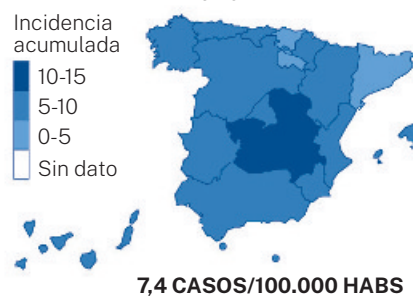 Incidencia
acumulada
10-15
5-10
0-5
Sin dato
7,4 CASOS/100.000 HABS